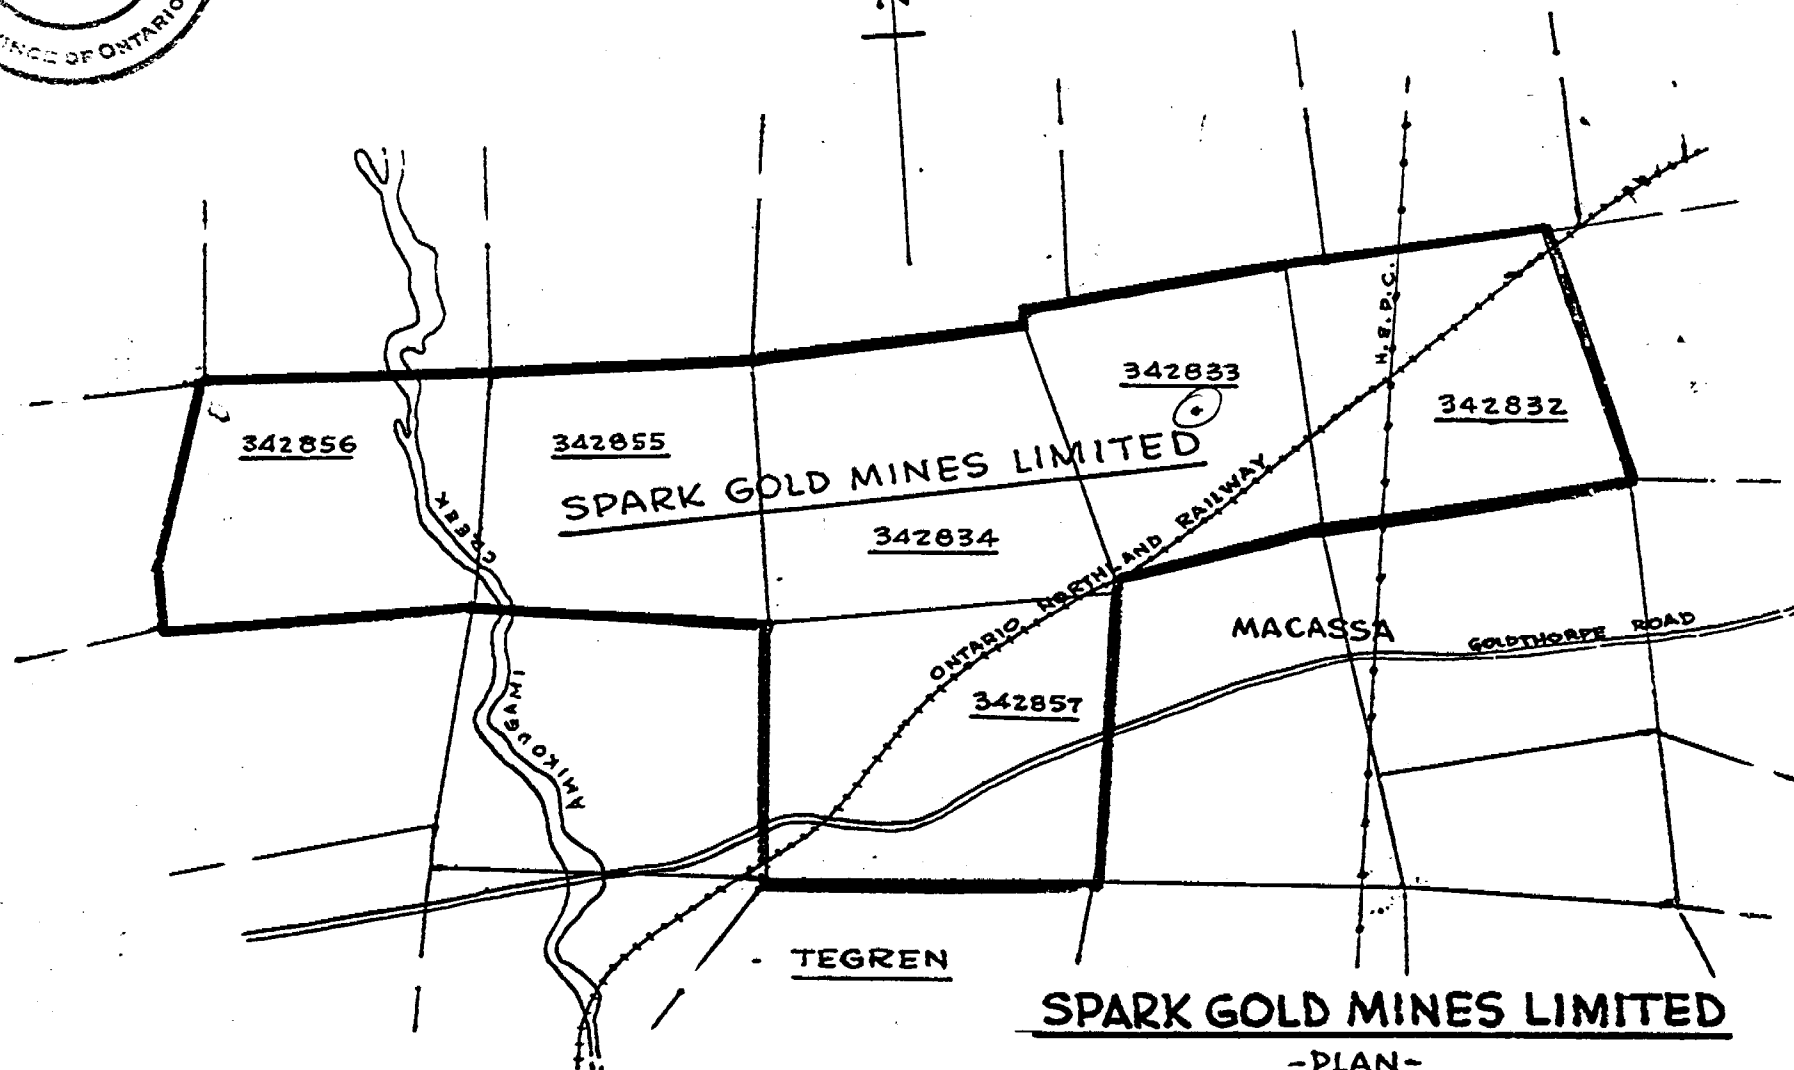 PROVINCE OF ONTARIO
H.E.P.C.
342833
342832
342856
342855
SPARK GOLD MINES LIMITED
CREEK
342834
ONTARIO NORTHLAND RAILWAY
MACASSA
GOLDTHORPE ROAD
342857
AMIKOUGAMI
TEGREN
SPARK GOLD MINES LIMITED
-PLAN-